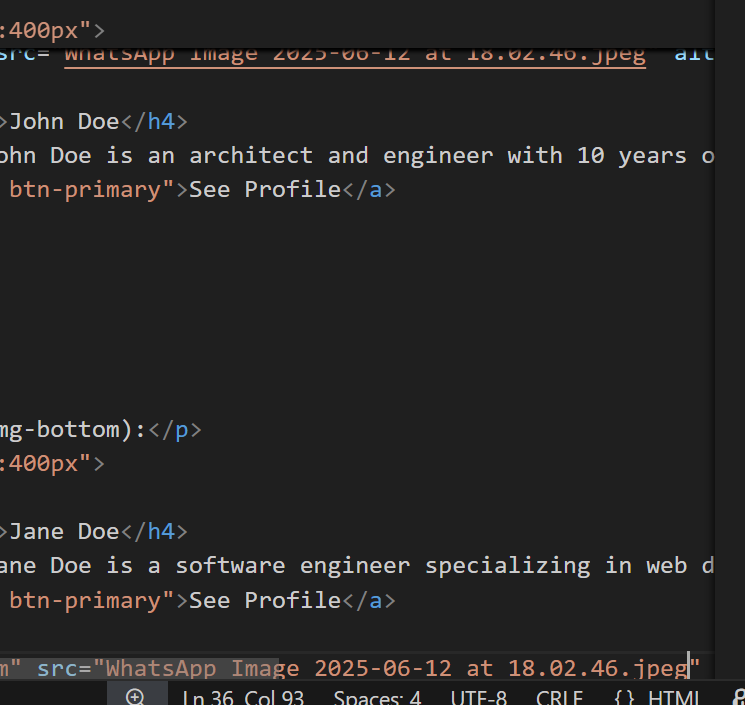 :400px">
src="WhatsApp Image 2025-06-12 at 18.02.46.jpeg" alt
>John Doe</h4>
ohn Doe is an architect and engineer with 10 years o
btn-primary">See Profile</a>
mg-bottom):</p>
:400px">
>Jane Doe</h4>
ane Doe is a software engineer specializing in web d
btn-primary">See Profile</a>
m" src="WhatsApp Image 2025-06-12 at 18.02.46.jpeg"
Ln 36, Col 93 Spaces: 4 UTF-8 CRLF {} HTML